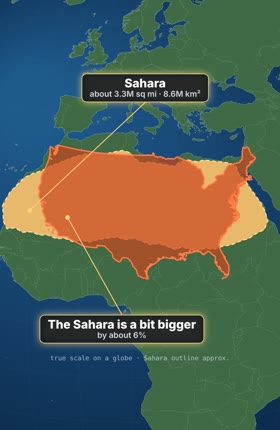 Sahara
about 3.3M sq mi · 8.6M km²
The Sahara is a bit bigger
by about 6%
true scale on a globe · Sahara outline approx.